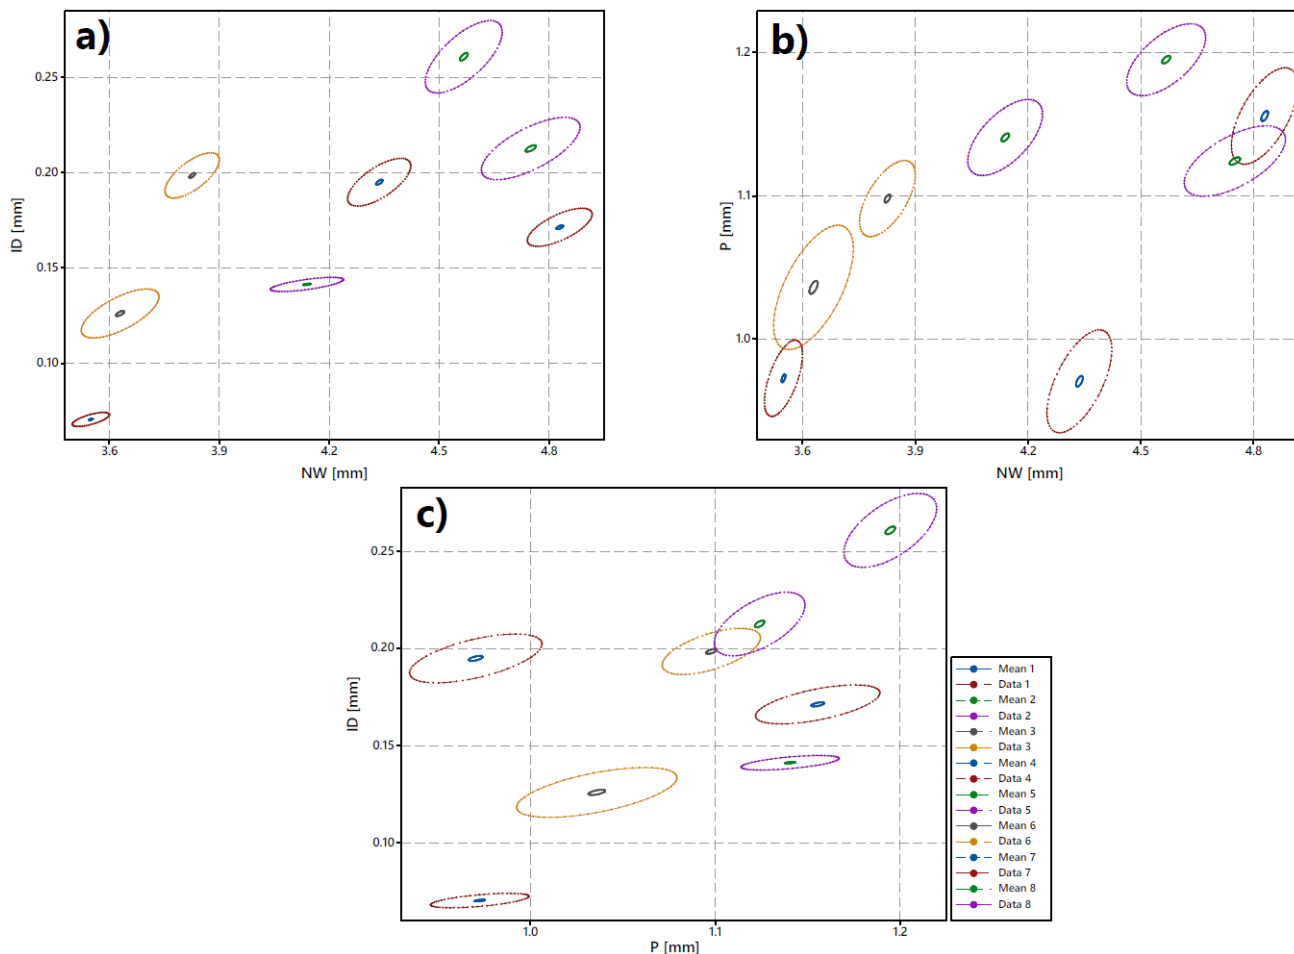 a)
0.25
0.20
0.15
0.10
ID [mm]
3.6 3.9 4.2 4.5 4.8
NW [mm]
b)
1.2
1.1
1.0
P [mm]
3.6 3.9 4.2 4.5 4.8
NW [mm]
c)
0.25
0.20
0.15
0.10
ID [mm]
1.0 1.1 1.2
P [mm]
Mean 1
Data 1
Mean 2
Data 2
Mean 3
Data 3
Mean 4
Data 4
Mean 5
Data 5
Mean 6
Data 6
Mean 7
Data 7
Mean 8
Data 8